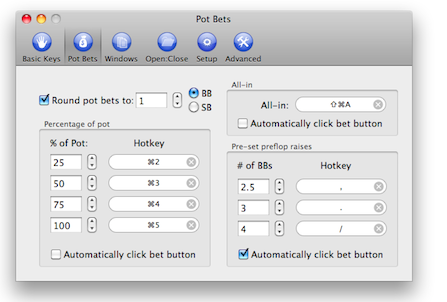 Pot Bets
Basic Keys Pot Bets Windows Open:Close Setup Advanced
Round pot bets to: 1 BB
SB
Percentage of pot
% of Pot: Hotkey
25 ⌘2
50 ⌘3
75 ⌘4
100 ⌘5
Automatically click bet button
All-in
All-in: ⇧⌘A
Automatically click bet button
Pre-set preflop raises
# of BBs Hotkey
2.5 ,
3 .
4 /
Automatically click bet button